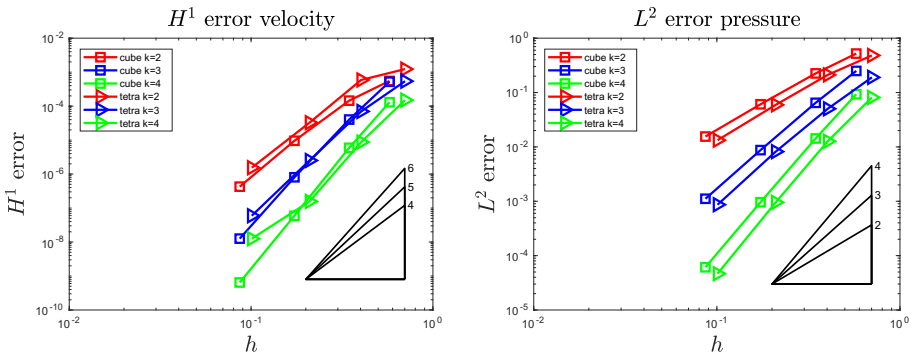 H¹ error velocity
10⁻²
10⁻⁴
10⁻⁶
10⁻⁸
10⁻¹⁰
H¹ error
cube k=2
cube k=3
cube k=4
tetra k=2
tetra k=3
tetra k=4
6
5
4
10⁻²
10⁻¹
10⁰
h
L² error pressure
10⁰
10⁻¹
10⁻²
10⁻³
10⁻⁴
10⁻⁵
L² error
cube k=2
cube k=3
cube k=4
tetra k=2
tetra k=3
tetra k=4
4
3
2
10⁻²
10⁻¹
10⁰
h